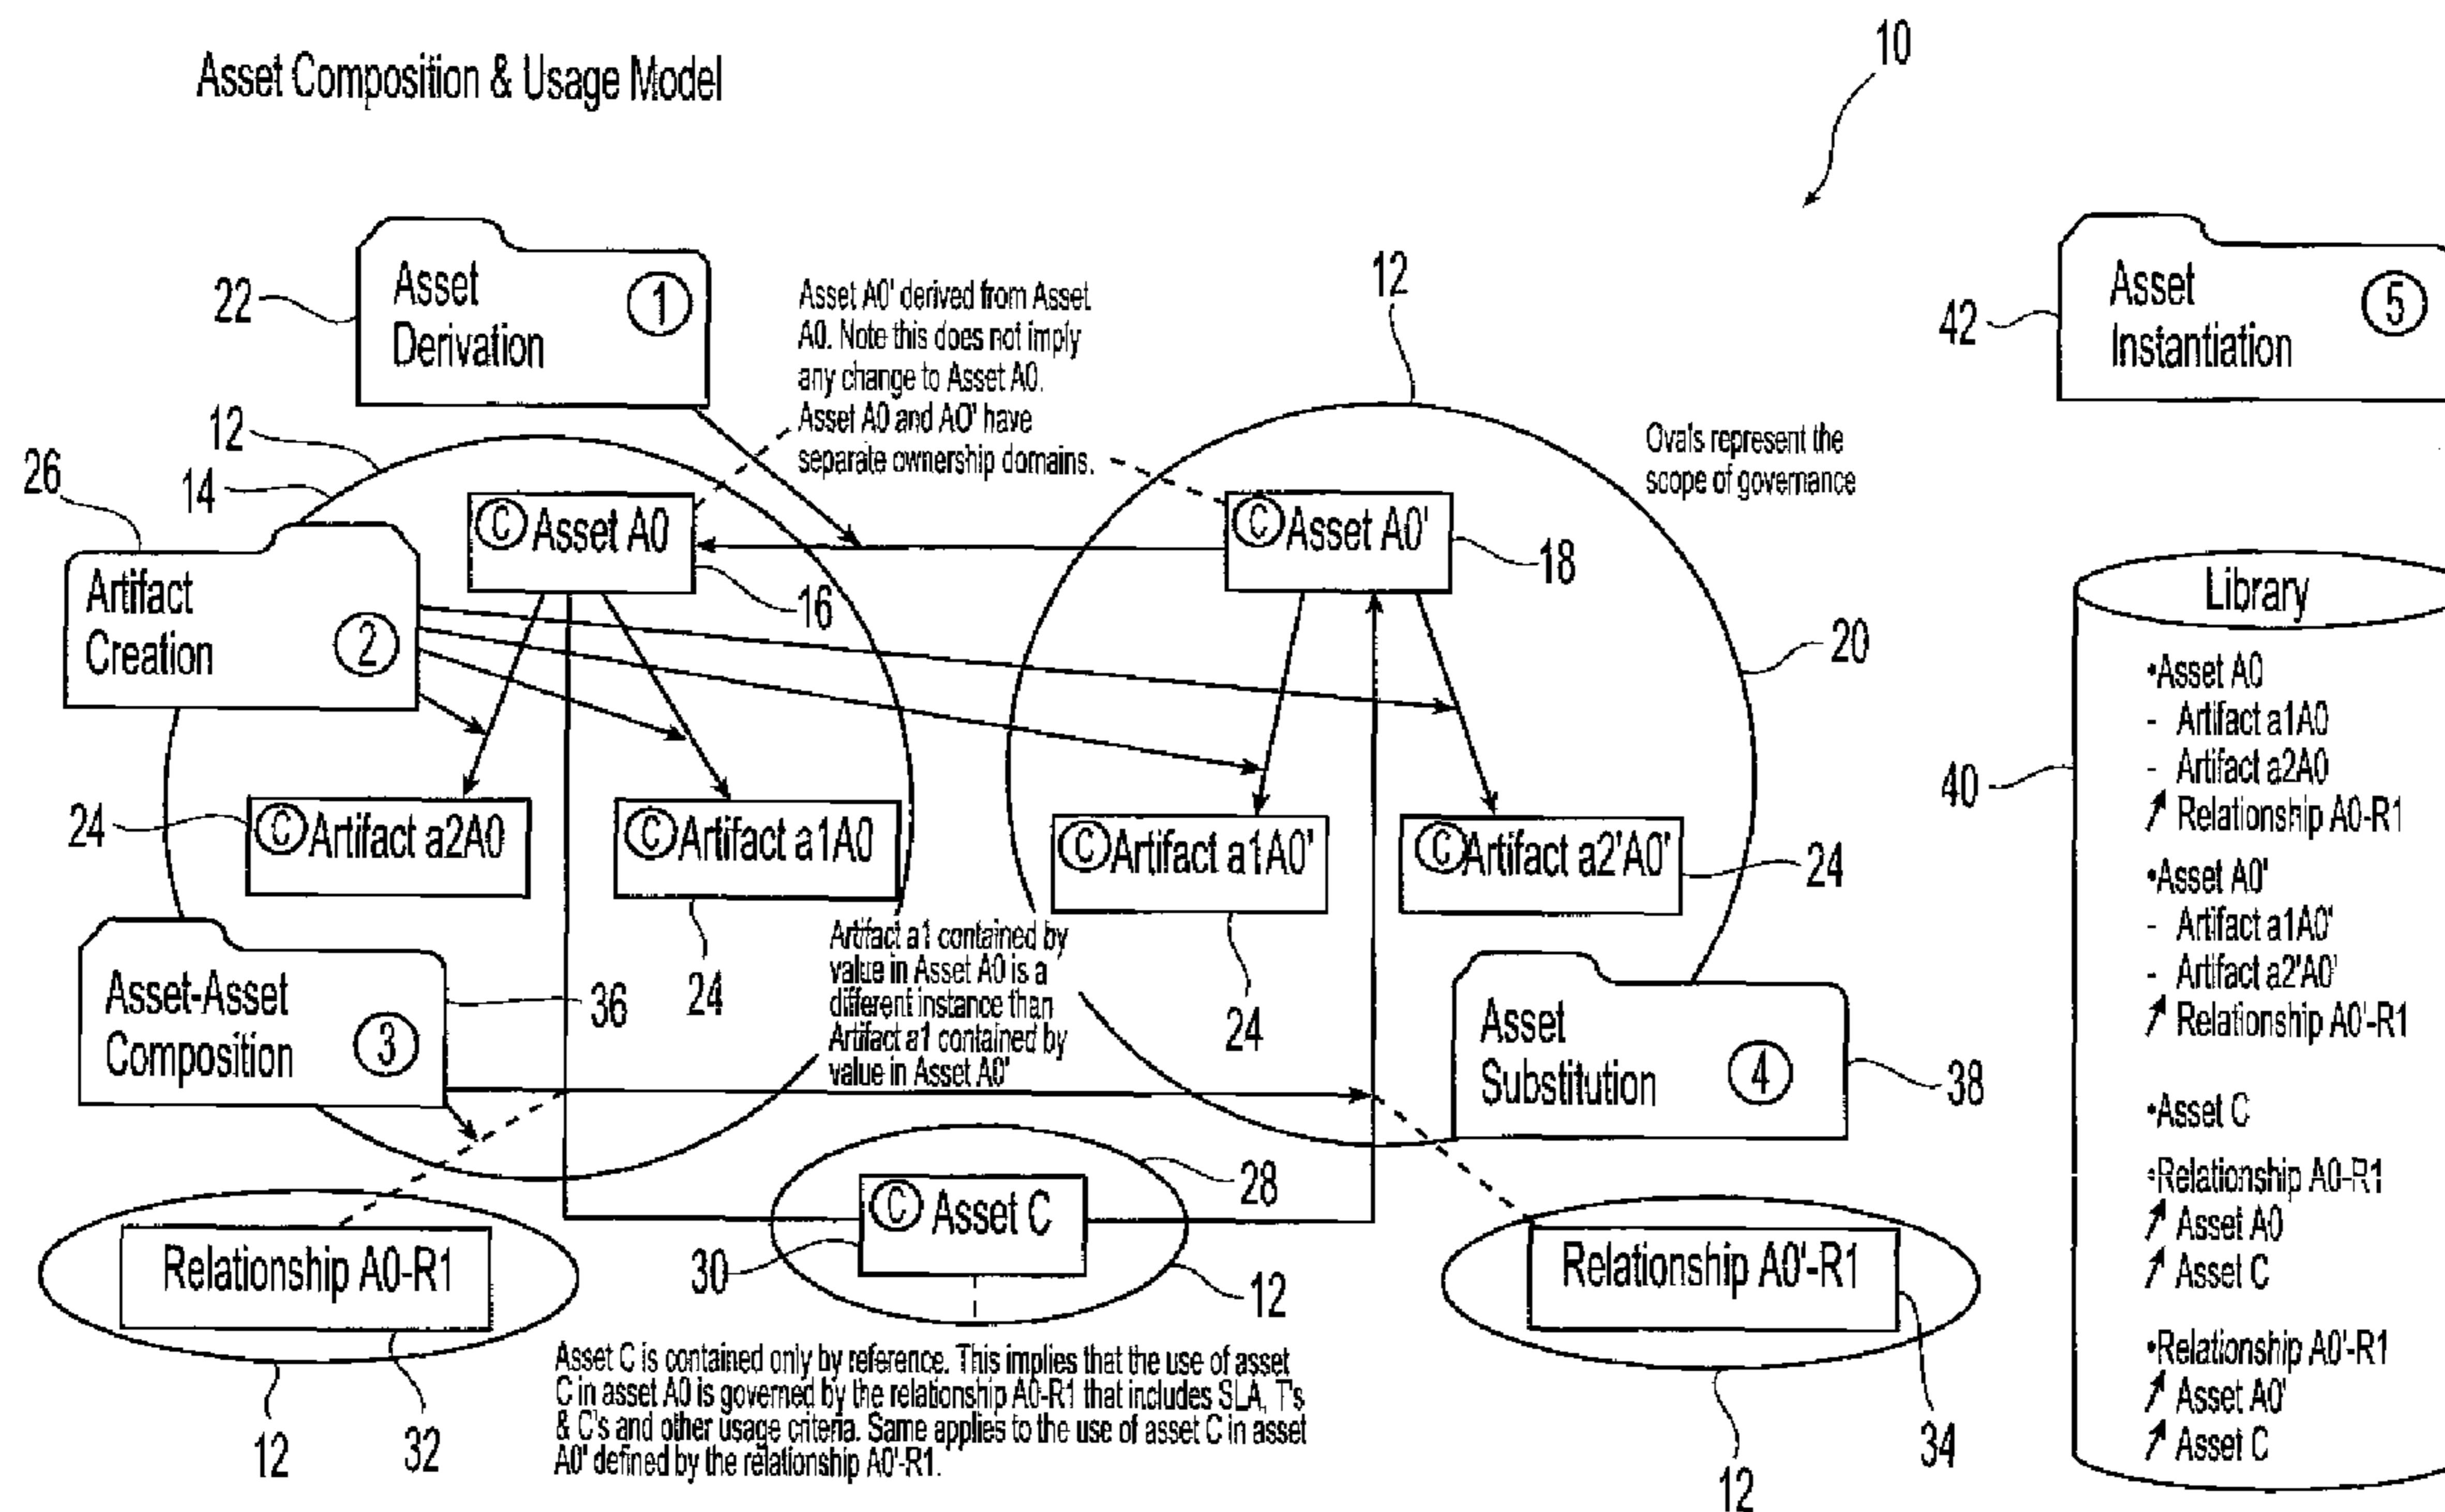 Asset Composition & Usage Model
10
22
Asset
Derivation
1
Asset A0' derived from Asset
A0. Note this does not imply
any change to Asset A0.
Asset A0 and AO' have
separate ownership domains.
12
Ovals represent the
scope of governance
42
Asset
Instantiation
5
12
14
26
Artifact
Creation
2
C Asset A0
16
C Asset A0'
18
20
24
C Artifact a2A0
C Artifact a1A0
24
C Artifact a1A0'
24
C Artifact a2'A0'
24
Artifact a1 contained by
value in Asset A0 is a
different instance than
Artifact a1 contained by
value in Asset A0'
Asset-Asset
Composition
3
36
Asset
Substitution
4
38
28
C Asset C
30
12
Relationship A0-R1
12
32
Relationship A0'-R1
34
12
Asset C is contained only by reference. This implies that the use of asset
C in asset A0 is governed by the relationship A0-R1 that includes SLA, T's
& C's and other usage criteria. Same applies to the use of asset C in asset
A0' defined by the relationship A0'-R1.
40
Library
•Asset A0
- Artifact a1A0
- Artifact a2A0
↗ Relationship A0-R1
•Asset A0'
- Artifact a1A0'
- Artifact a2'A0'
↗ Relationship A0'-R1
•Asset C
•Relationship A0-R1
↗ Asset A0
↗ Asset C
•Relationship A0'-R1
↗ Asset A0'
↗ Asset C